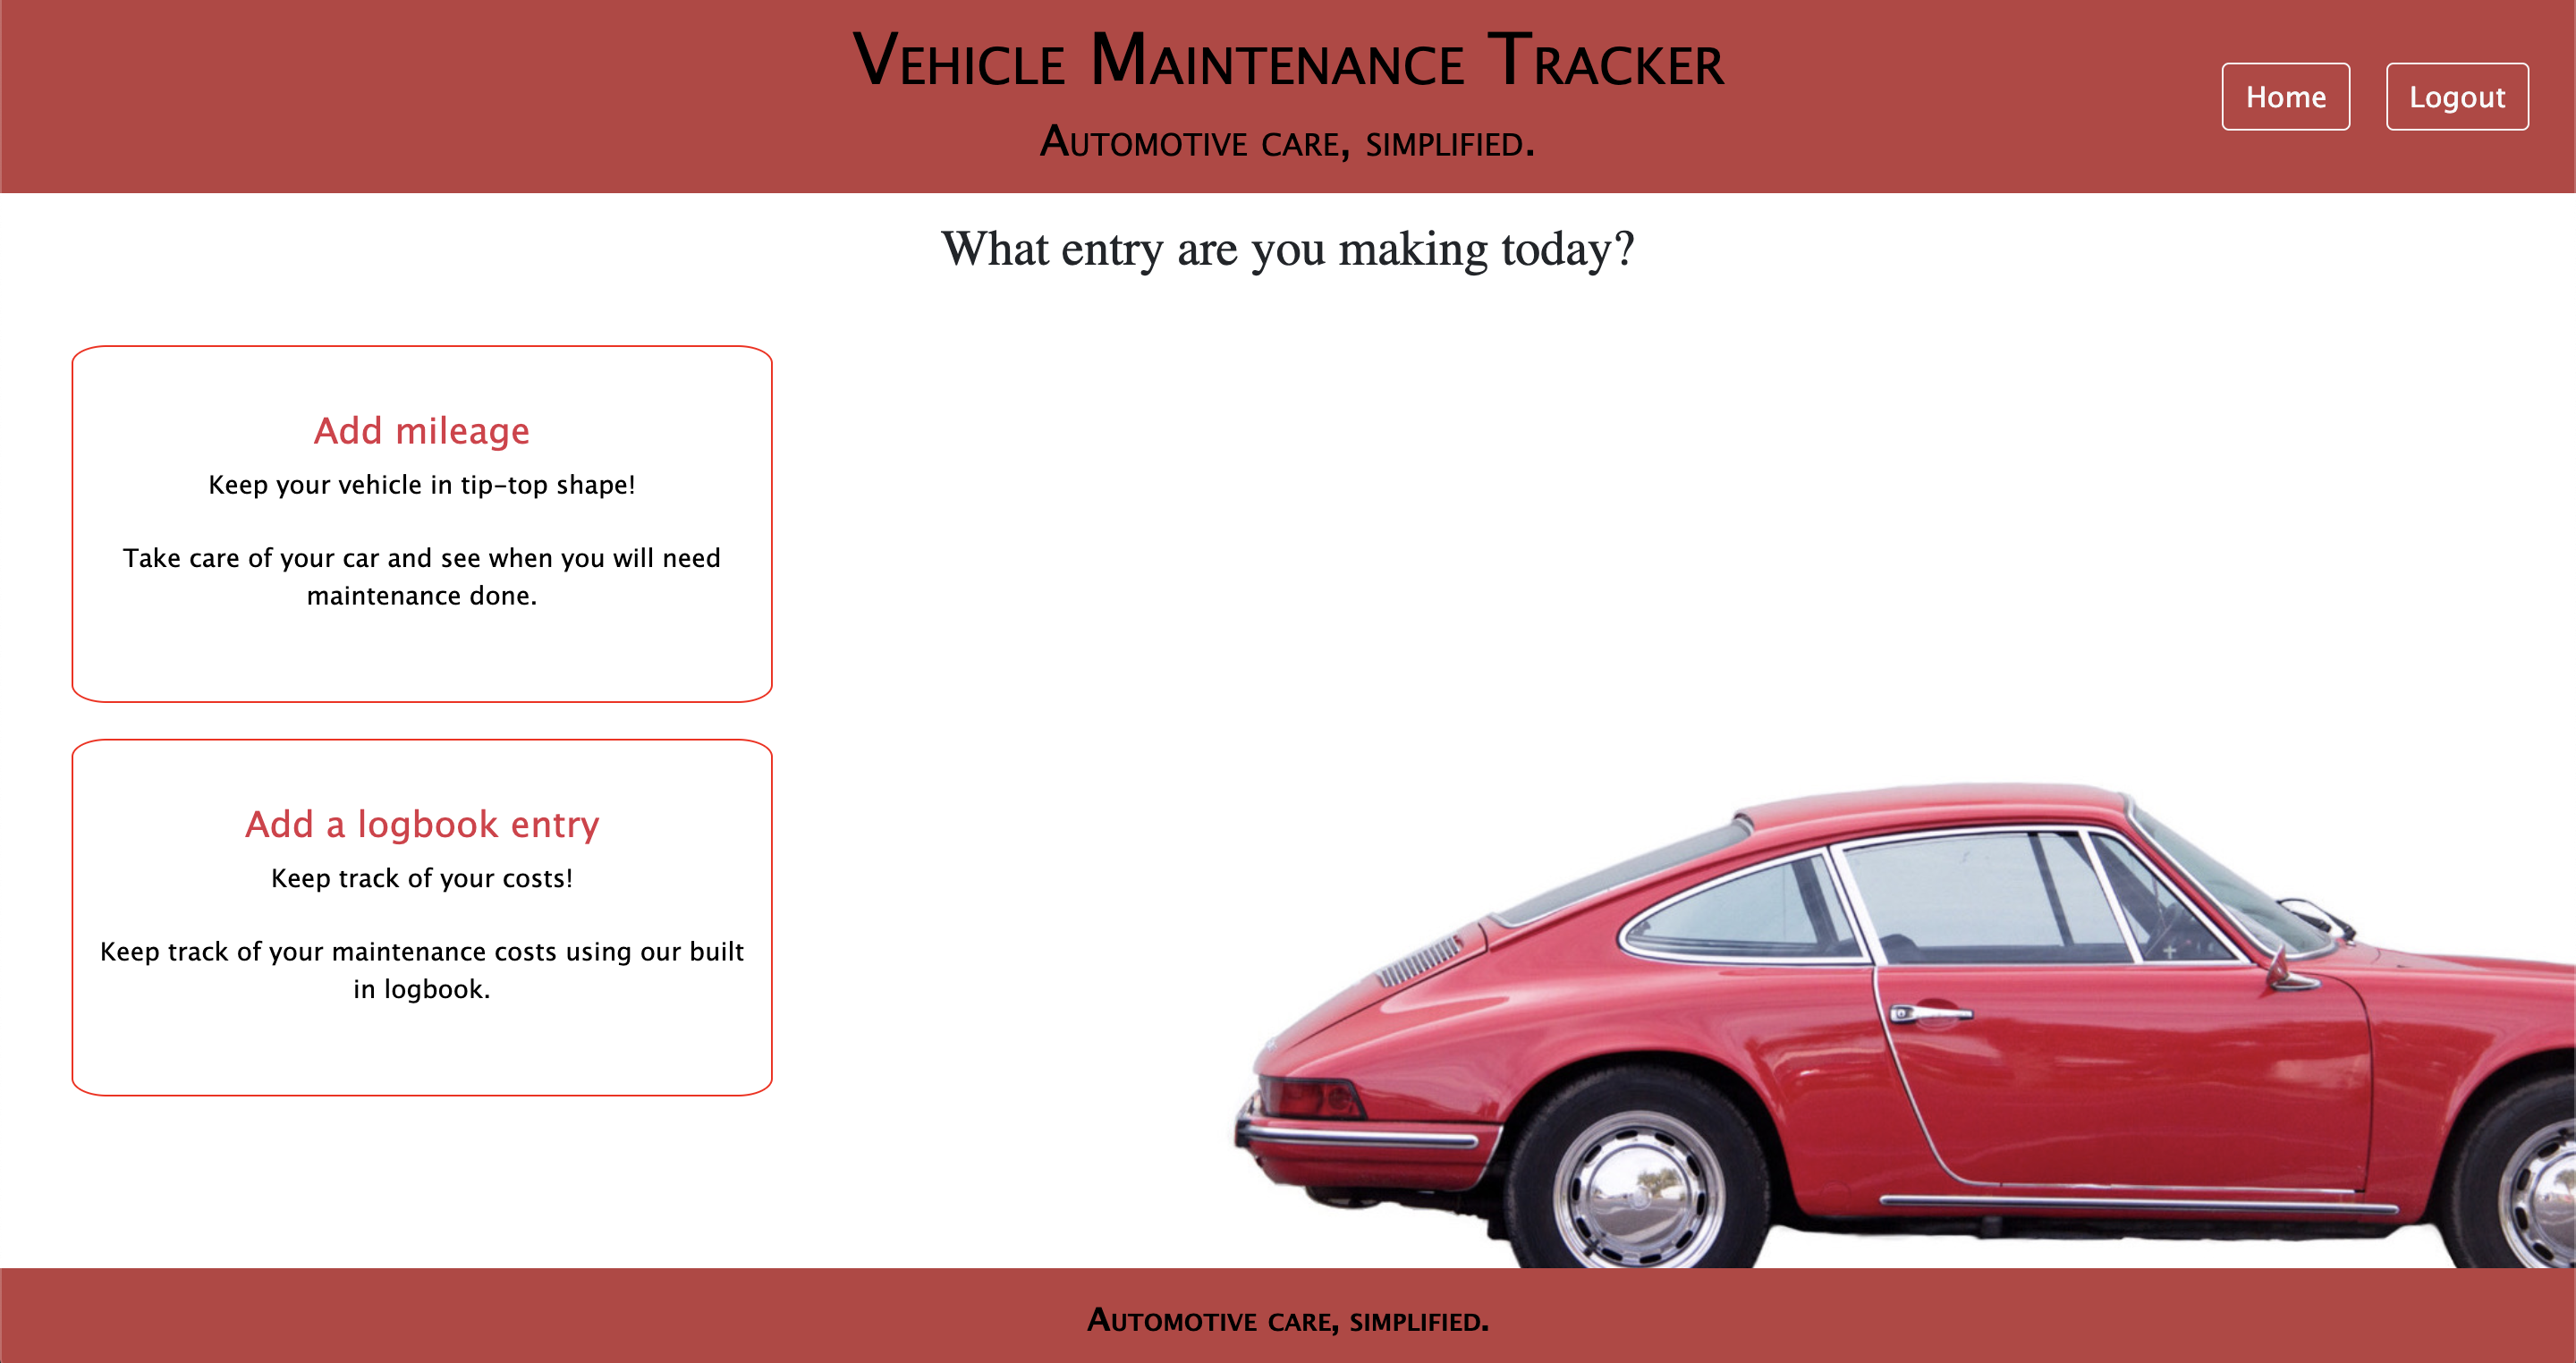 Vehicle Maintenance Tracker
Automotive care, simplified.
Home Logout
What entry are you making today?
Add mileage
Keep your vehicle in tip-top shape!
Take care of your car and see when you will need
maintenance done.
Add a logbook entry
Keep track of your costs!
Keep track of your maintenance costs using our built
in logbook.
Automotive care, simplified.